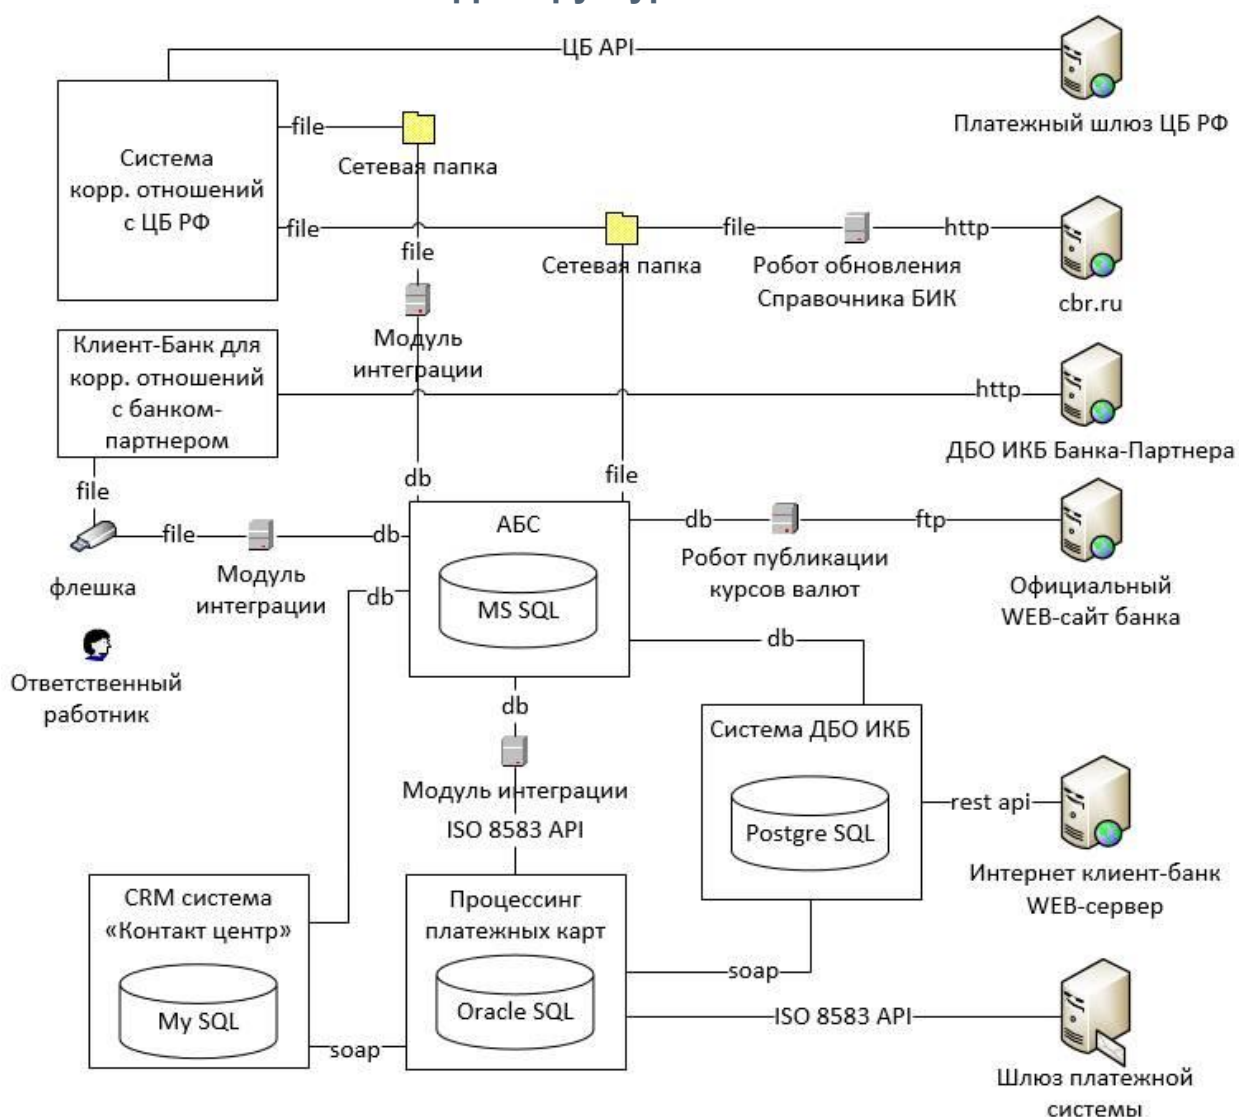 ЦБ API
Платежный шлюз ЦБ РФ
Система
корр. отношений
с ЦБ РФ
file
Сетевая папка
file
file
Сетевая папка
file
Робот обновления
Справочника БИК
http
cbr.ru
Модуль
интеграции
Клиент-Банк для
корр. отношений
с банком-
партнером
http
ДБО ИКБ Банка-Партнера
file
db
file
флешка
file
Модуль
интеграции
db
db
АБС
MS SQL
db
Робот публикации
курсов валют
ftp
Официальный
WEB-сайт банка
Ответственный
работник
db
db
Модуль интеграции
ISO 8583 API
Система ДБО ИКБ
Postgre SQL
rest api
Интернет клиент-банк
WEB-сервер
CRM система
«Контакт центр»
My SQL
soap
Процессинг
платежных карт
Oracle SQL
soap
ISO 8583 API
Шлюз платежной
системы